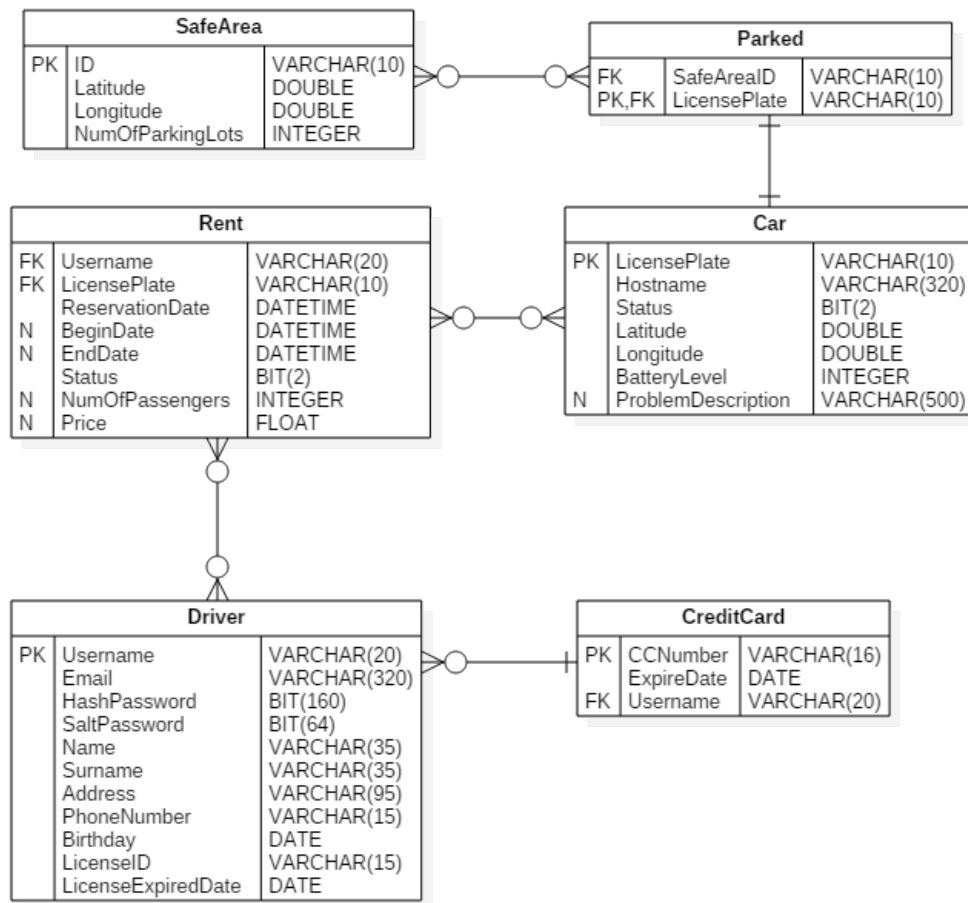 SafeArea
PK ID VARCHAR(10)
Latitude DOUBLE
Longitude DOUBLE
NumOfParkingLots INTEGER
Parked
FK SafeAreaID VARCHAR(10)
PK,FK LicensePlate VARCHAR(10)
Rent
FK Username VARCHAR(20)
FK LicensePlate VARCHAR(10)
ReservationDate DATETIME
N BeginDate DATETIME
N EndDate DATETIME
Status BIT(2)
N NumOfPassengers INTEGER
N Price FLOAT
Car
PK LicensePlate VARCHAR(10)
Hostname VARCHAR(320)
Status BIT(2)
Latitude DOUBLE
Longitude DOUBLE
BatteryLevel INTEGER
N ProblemDescription VARCHAR(500)
Driver
PK Username VARCHAR(20)
Email VARCHAR(320)
HashPassword BIT(160)
SaltPassword BIT(64)
Name VARCHAR(35)
Surname VARCHAR(35)
Address VARCHAR(95)
PhoneNumber VARCHAR(15)
Birthday DATE
LicenseID VARCHAR(15)
LicenseExpiredDate DATE
CreditCard
PK CCNumber VARCHAR(16)
ExpireDate DATE
FK Username VARCHAR(20)